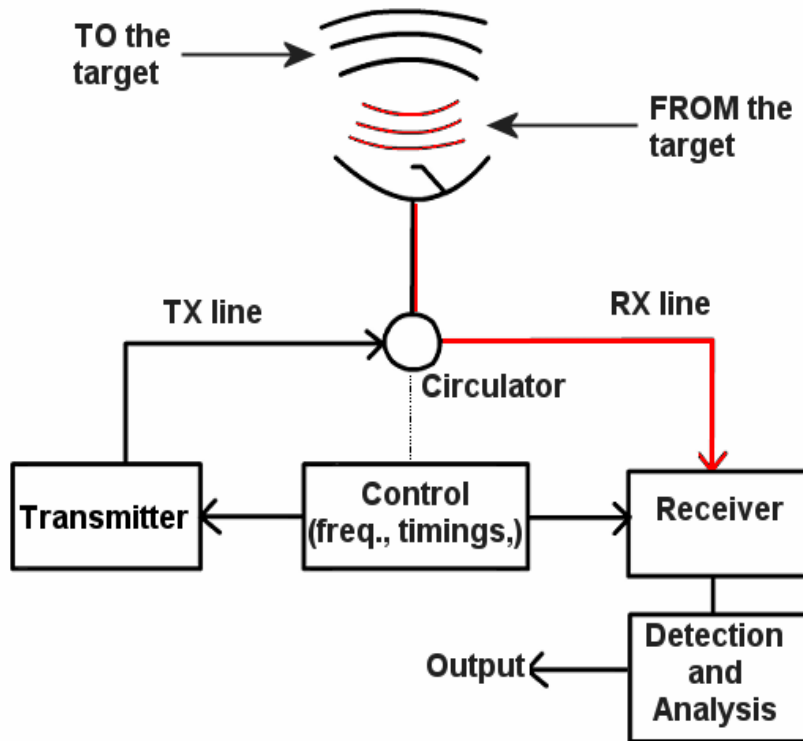 TO the
target
FROM the
target
TX line
RX line
Circulator
Transmitter
Control
(freq., timings,)
Receiver
Detection
and
Analysis
Output